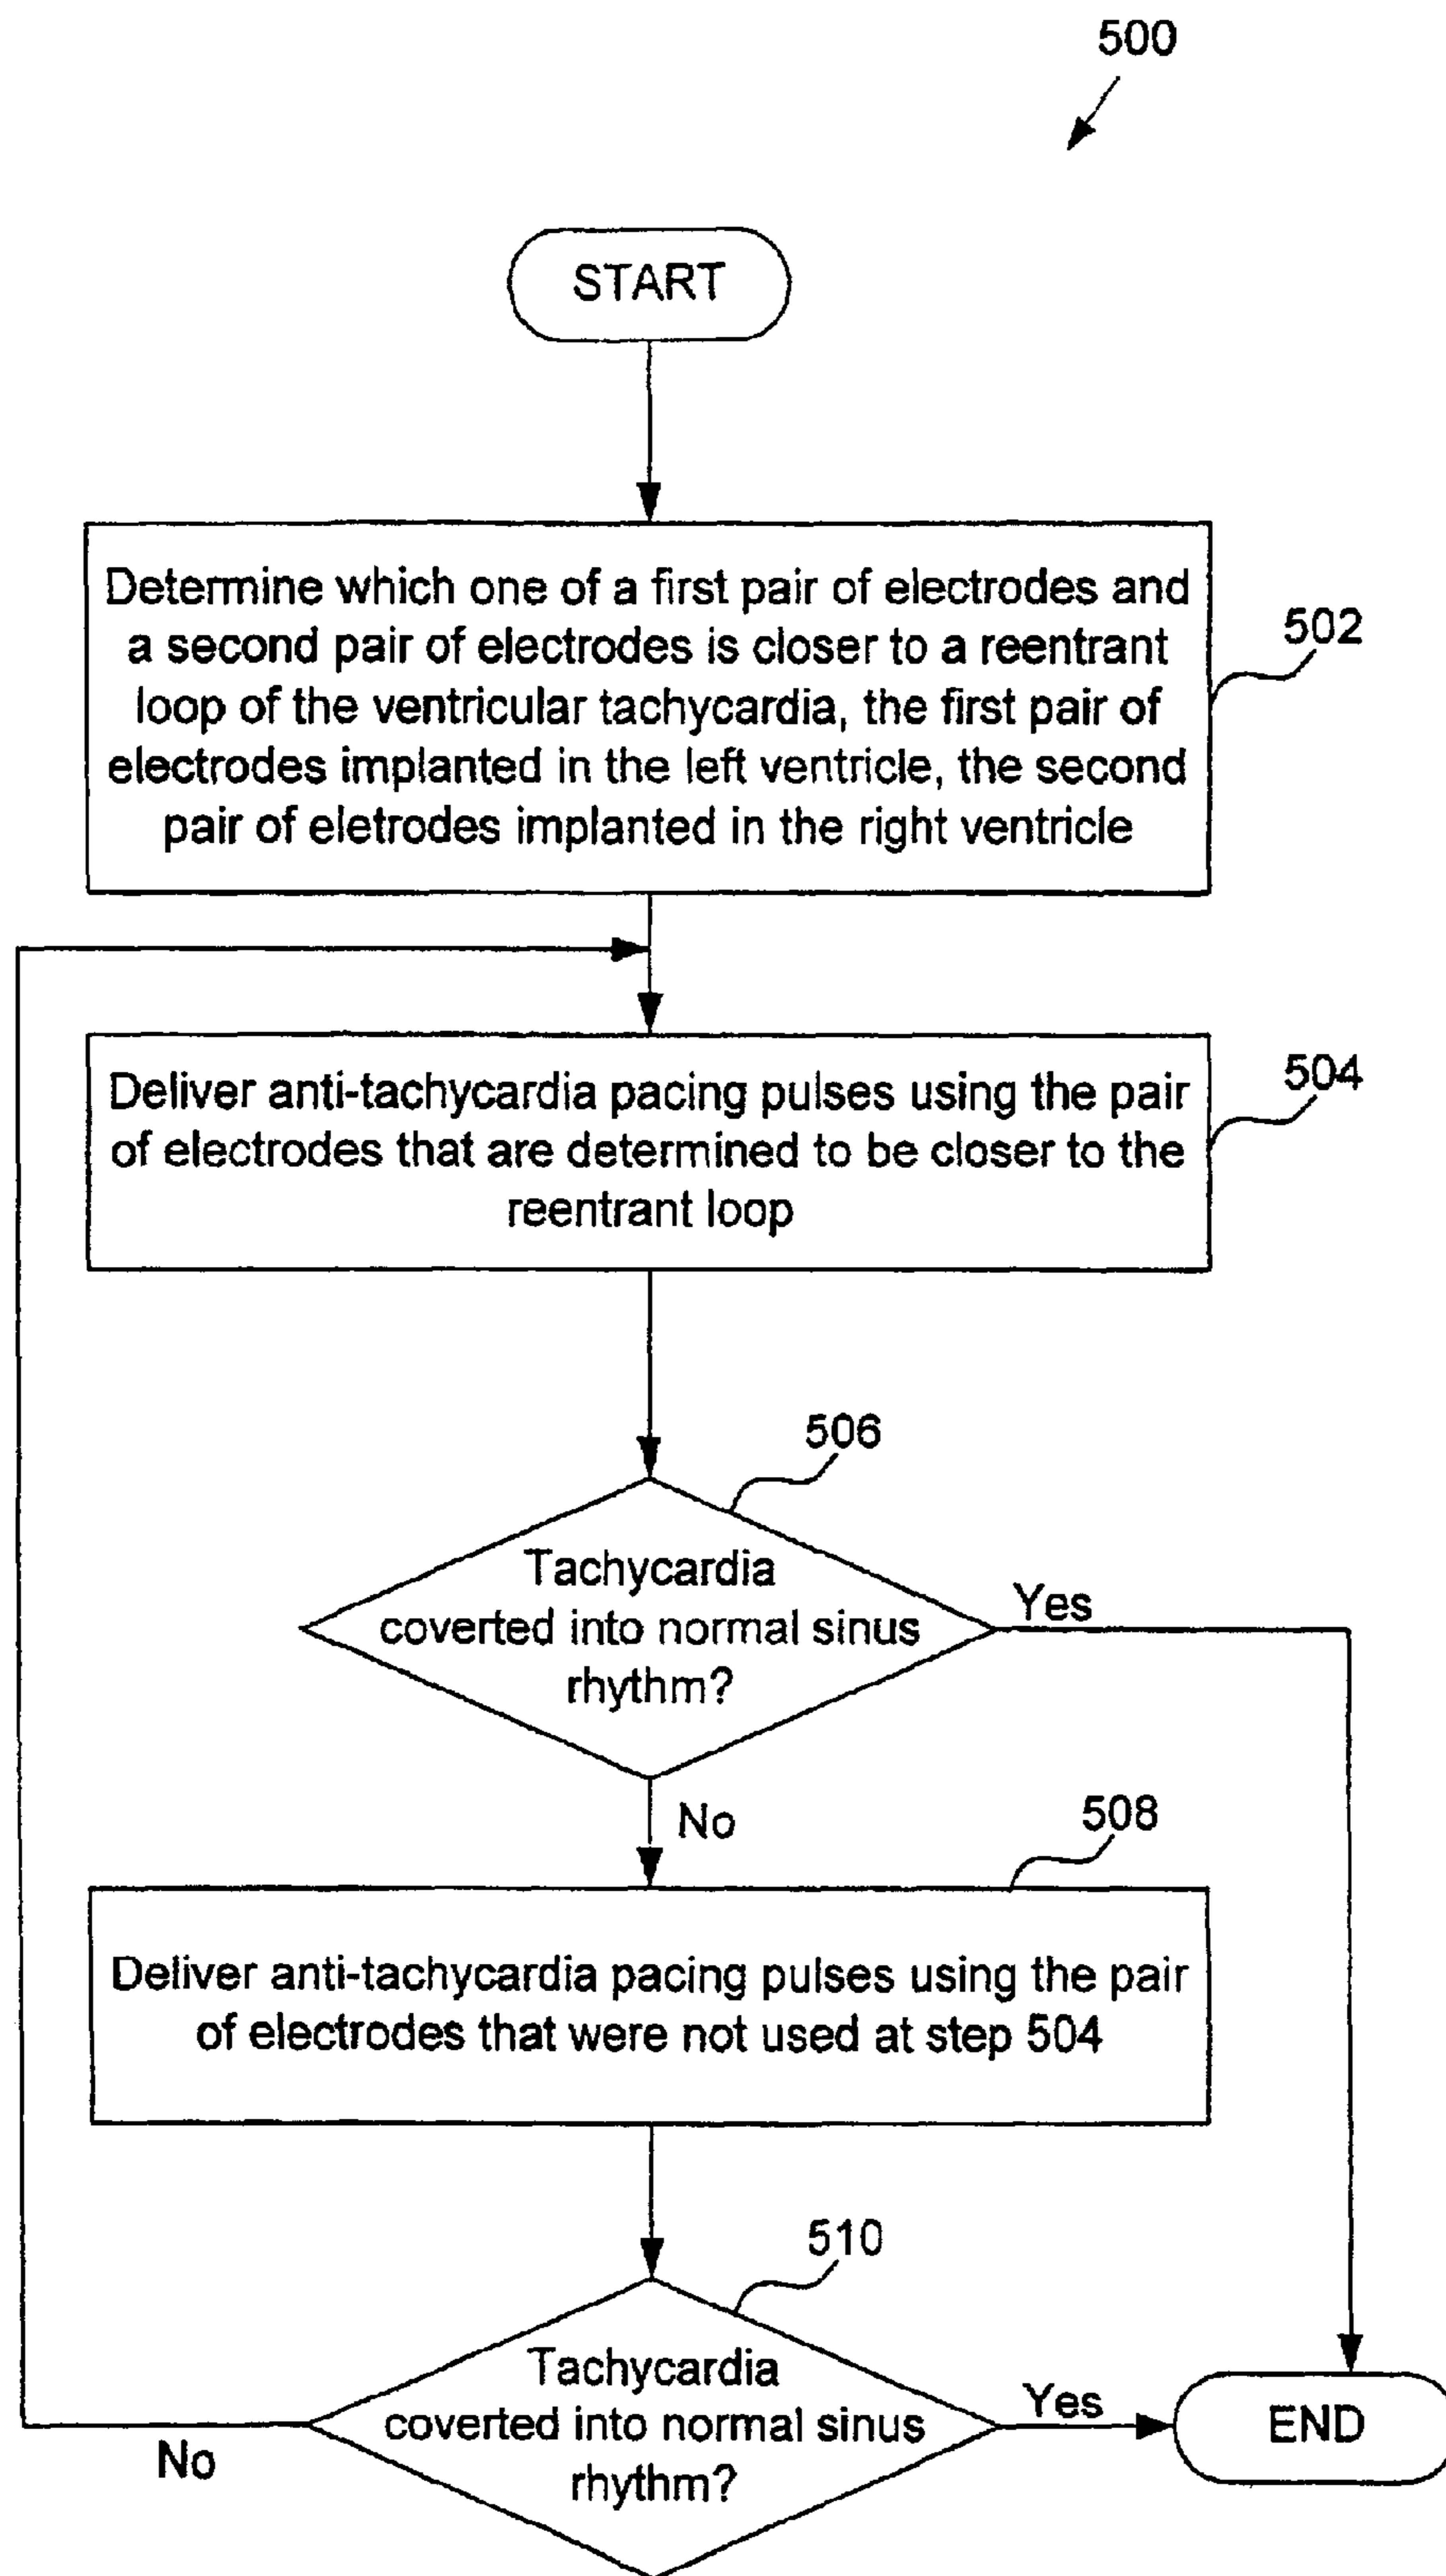 500
START
Determine which one of a first pair of electrodes and
a second pair of electrodes is closer to a reentrant
loop of the ventricular tachycardia, the first pair of
electrodes implanted in the left ventricle, the second
pair of eletrodes implanted in the right ventricle
502
Deliver anti-tachycardia pacing pulses using the pair
of electrodes that are determined to be closer to the
reentrant loop
504
506
Tachycardia
coverted into normal sinus
rhythm?
Yes
No
508
Deliver anti-tachycardia pacing pulses using the pair
of electrodes that were not used at step 504
510
Tachycardia
coverted into normal sinus
rhythm?
Yes
No
END